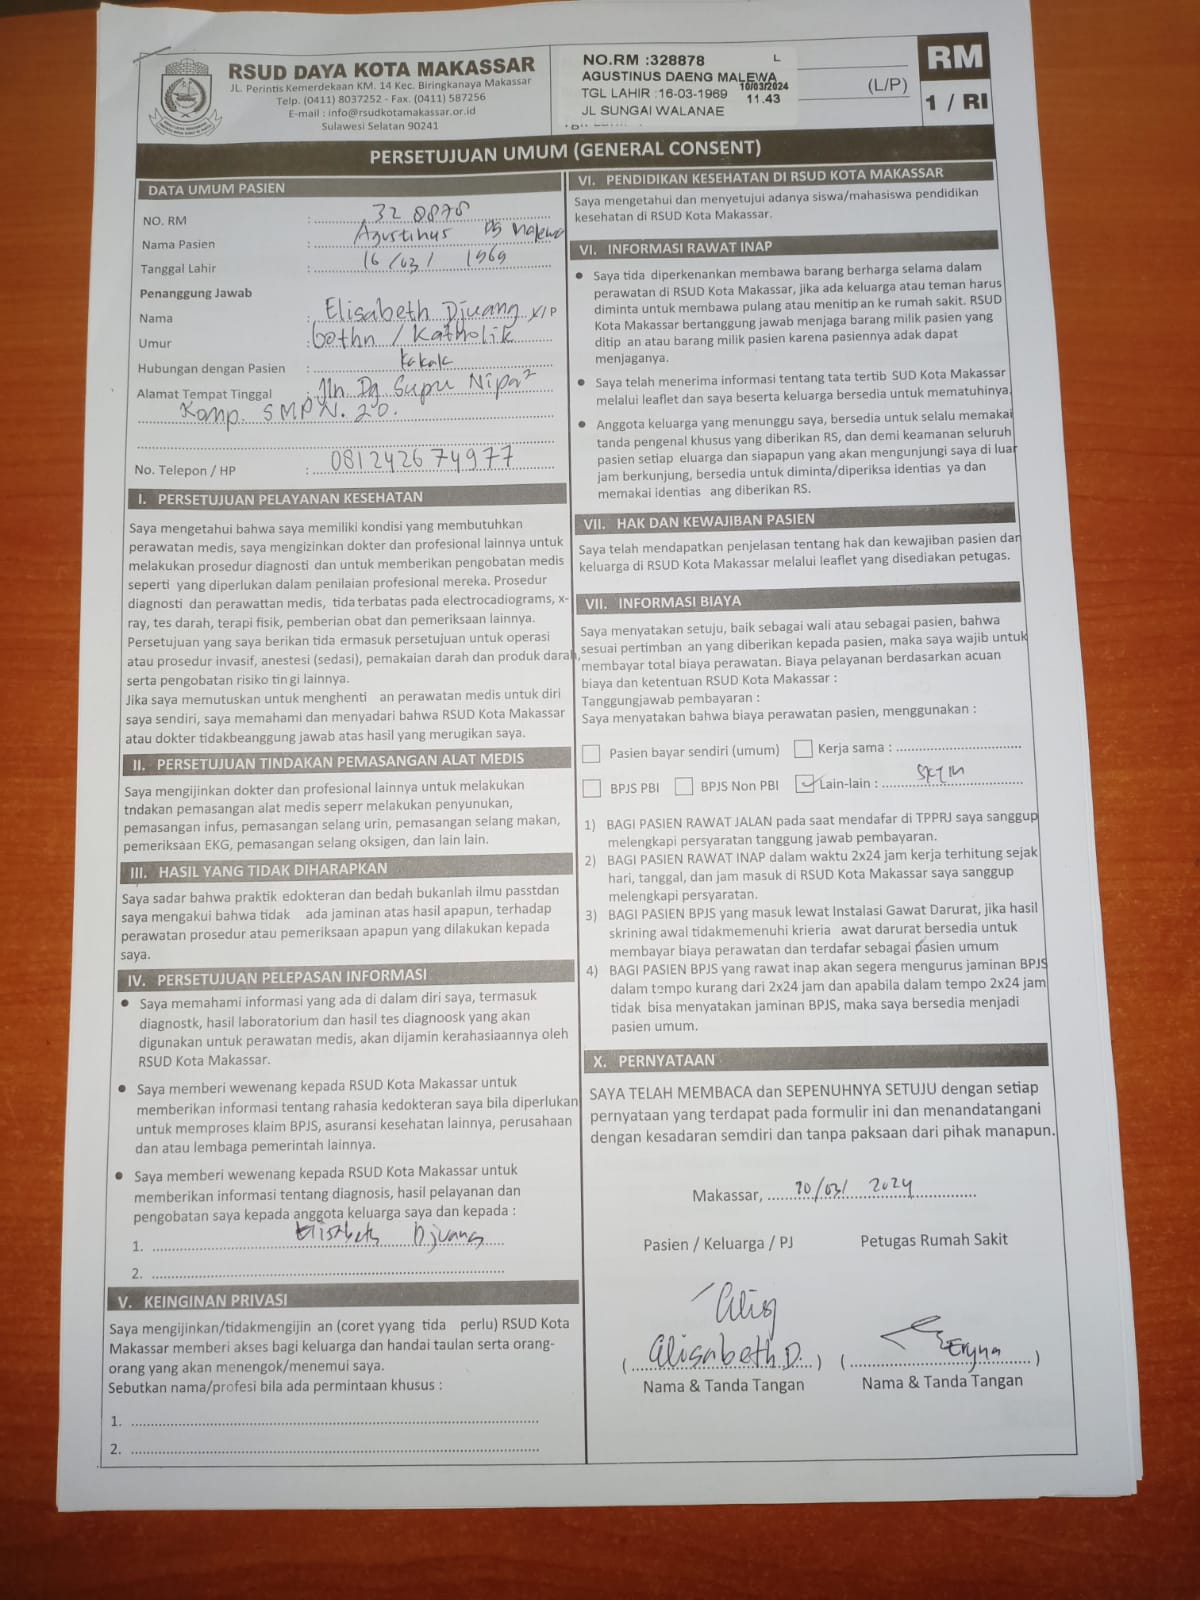 RSUD DAYA KOTA MAKASSAR
JL. Perintis Kemerdekaan KM. 14 Kec. Biringkanaya Makassar
Telp. (0411) 8037252 - Fax. (0411) 587256
E-mail : info@rsudkotamakassar.or.id
Sulawesi Selatan 90241
NO.RM :328878 L
AGUSTINUS DAENG MALEWA
TGL LAHIR :16-03-1969 10/03/2024
11.43
JL SUNGAI WALANAE
(L/P)
RM
1 / RI
PERSETUJUAN UMUM (GENERAL CONSENT)
DATA UMUM PASIEN
NO. RM : 328878
Nama Pasien : Agustinus Dg Malewa
Tanggal Lahir : 16/03/ 1969
Penanggung Jawab
Nama : Elisabeth Djuang L/P
Umur : 60thn / Katholik
Hubungan dengan Pasien : Kakak
Alamat Tempat Tinggal : Jln Dg Supu Nipa²
Komp. SMPN. 20.
No. Telepon / HP : 081242674977
I. PERSETUJUAN PELAYANAN KESEHATAN
Saya mengetahui bahwa saya memiliki kondisi yang membutuhkan
perawatan medis, saya mengizinkan dokter dan profesional lainnya untuk
melakukan prosedur diagnosti dan untuk memberikan pengobatan medis
seperti yang diperlukan dalam penilaian profesional mereka. Prosedur
diagnosti dan perawattan medis, tida terbatas pada electrocadiograms, x-
ray, tes darah, terapi fisik, pemberian obat dan pemeriksaan lainnya.
Persetujuan yang saya berikan tida ermasuk persetujuan untuk operasi
atau prosedur invasif, anestesi (sedasi), pemakaian darah dan produk darah,
serta pengobatan risiko tin gi lainnya.
Jika saya memutuskan untuk menghenti an perawatan medis untuk diri
saya sendiri, saya memahami dan menyadari bahwa RSUD Kota Makassar
atau dokter tidakbeanggung jawab atas hasil yang merugikan saya.
II. PERSETUJUAN TINDAKAN PEMASANGAN ALAT MEDIS
Saya mengijinkan dokter dan profesional lainnya untuk melakukan
tndakan pemasangan alat medis seperr melakukan penyunukan,
pemasangan infus, pemasangan selang urin, pemasangan selang makan,
pemeriksaan EKG, pemasangan selang oksigen, dan lain lain.
III. HASIL YANG TIDAK DIHARAPKAN
Saya sadar bahwa praktik edokteran dan bedah bukanlah ilmu passtdan
saya mengakui bahwa tidak ada jaminan atas hasil apapun, terhadap
perawatan prosedur atau pemeriksaan apapun yang dilakukan kepada
saya.
IV. PERSETUJUAN PELEPASAN INFORMASI
• Saya memahami informasi yang ada di dalam diri saya, termasuk
diagnostk, hasil laboratorium dan hasil tes diagnoosk yang akan
digunakan untuk perawatan medis, akan dijamin kerahasiaannya oleh
RSUD Kota Makassar.
• Saya memberi wewenang kepada RSUD Kota Makassar untuk
memberikan informasi tentang rahasia kedokteran saya bila diperlukan
untuk memproses klaim BPJS, asuransi kesehatan lainnya, perusahaan
dan atau lembaga pemerintah lainnya.
• Saya memberi wewenang kepada RSUD Kota Makassar untuk
memberikan informasi tentang diagnosis, hasil pelayanan dan
pengobatan saya kepada anggota keluarga saya dan kepada :
1. Elisabeth Djuang
2.
V. KEINGINAN PRIVASI
Saya mengijinkan/tidakmengijin an (coret yyang tida perlu) RSUD Kota
Makassar memberi akses bagi keluarga dan handai taulan serta orang-
orang yang akan menengok/menemui saya.
Sebutkan nama/profesi bila ada permintaan khusus :
1.
2.
VI. PENDIDIKAN KESEHATAN DI RSUD KOTA MAKASSAR
Saya mengetahui dan menyetujui adanya siswa/mahasiswa pendidikan
kesehatan di RSUD Kota Makassar.
VI. INFORMASI RAWAT INAP
• Saya tida diperkenankan membawa barang berharga selama dalam
perawatan di RSUD Kota Makassar, jika ada keluarga atau teman harus
diminta untuk membawa pulang atau menitip an ke rumah sakit. RSUD
Kota Makassar bertanggung jawab menjaga barang milik pasien yang
ditip an atau barang milik pasien karena pasiennya adak dapat
menjaganya.
• Saya telah menerima informasi tentang tata tertib SUD Kota Makassar
melalui leaflet dan saya beserta keluarga bersedia untuk mematuhinya.
• Anggota keluarga yang menunggu saya, bersedia untuk selalu memakai
tanda pengenal khusus yang diberikan RS, dan demi keamanan seluruh
pasien setiap eluarga dan siapapun yang akan mengunjungi saya di luar
jam berkunjung, bersedia untuk diminta/diperiksa identias ya dan
memakai identias ang diberikan RS.
VII. HAK DAN KEWAJIBAN PASIEN
Saya telah mendapatkan penjelasan tentang hak dan kewajiban pasien dan
keluarga di RSUD Kota Makassar melalui leaflet yang disediakan petugas.
VII. INFORMASI BIAYA
Saya menyatakan setuju, baik sebagai wali atau sebagai pasien, bahwa
sesuai pertimban an yang diberikan kepada pasien, maka saya wajib untuk
membayar total biaya perawatan. Biaya pelayanan berdasarkan acuan
biaya dan ketentuan RSUD Kota Makassar :
Tanggungjawab pembayaran :
Saya menyatakan bahwa biaya perawatan pasien, menggunakan :
Pasien bayar sendiri (umum) Kerja sama :
BPJS PBI BPJS Non PBI Lain-lain : SKTM
1) BAGI PASIEN RAWAT JALAN pada saat mendafar di TPPRJ saya sanggup
melengkapi persyaratan tanggung jawab pembayaran.
2) BAGI PASIEN RAWAT INAP dalam waktu 2x24 jam kerja terhitung sejak
hari, tanggal, dan jam masuk di RSUD Kota Makassar saya sanggup
melengkapi persyaratan.
3) BAGI PASIEN BPJS yang masuk lewat Instalasi Gawat Darurat, jika hasil
skrining awal tidakmemenuhi krieria awat darurat bersedia untuk
membayar biaya perawatan dan terdafar sebagai pasien umum
4) BAGI PASIEN BPJS yang rawat inap akan segera mengurus jaminan BPJS
dalam tempo kurang dari 2x24 jam dan apabila dalam tempo 2x24 jam
tidak bisa menyatakan jaminan BPJS, maka saya bersedia menjadi
pasien umum.
X. PERNYATAAN
SAYA TELAH MEMBACA dan SEPENUHNYA SETUJU dengan setiap
pernyataan yang terdapat pada formulir ini dan menandatangani
dengan kesadaran semdiri dan tanpa paksaan dari pihak manapun.
Makassar, 10/03/ 2024
Pasien / Keluarga / PJ Petugas Rumah Sakit
(Elisabeth D.) (Eryna)
Nama & Tanda Tangan Nama & Tanda Tangan